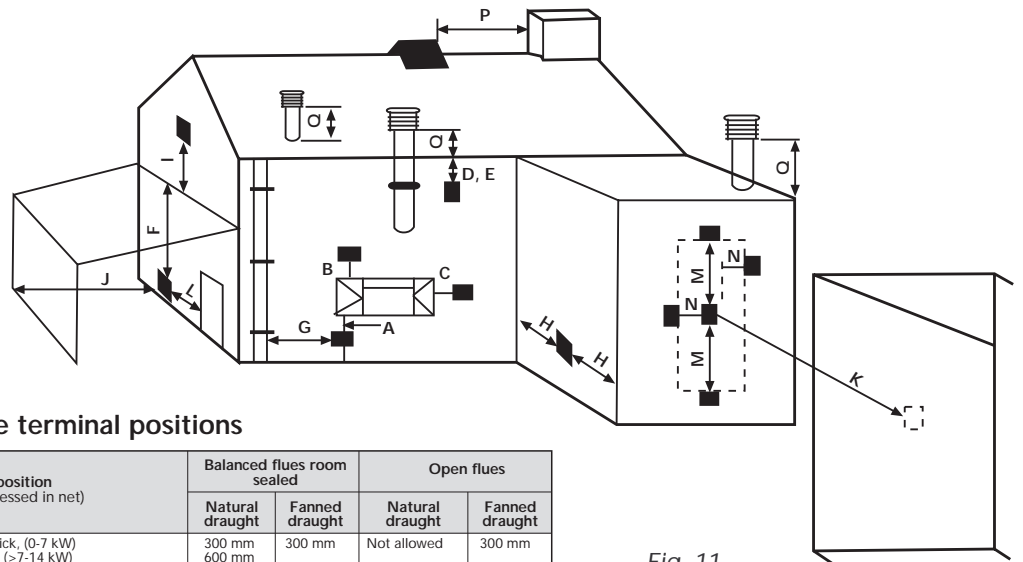 P
Q
Q
Q
D, E
I
F
B
C
N
M
J
L
N
A
G
H
H
M
K
e terminal positions
position
essed in net)
Balanced flues room
sealed
Open flues
Natural
draught
Fanned
draught
Natural
draught
Fanned
draught
ick, (0-7 kW)
300 mm
300 mm
Not allowed
300 mm
(>7-14 kW)
600 mm
Fig. 11